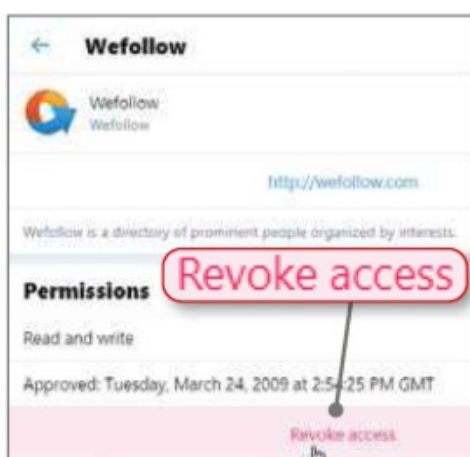 ← Wefollow
Wefollow
Wefollow
http://wefollow.com
Wefollow is a directory of prominent people organized by interests.
Revoke access
Permissions
Read and write
Approved: Tuesday, March 24, 2009 at 2:54:25 PM GMT
Revoke access